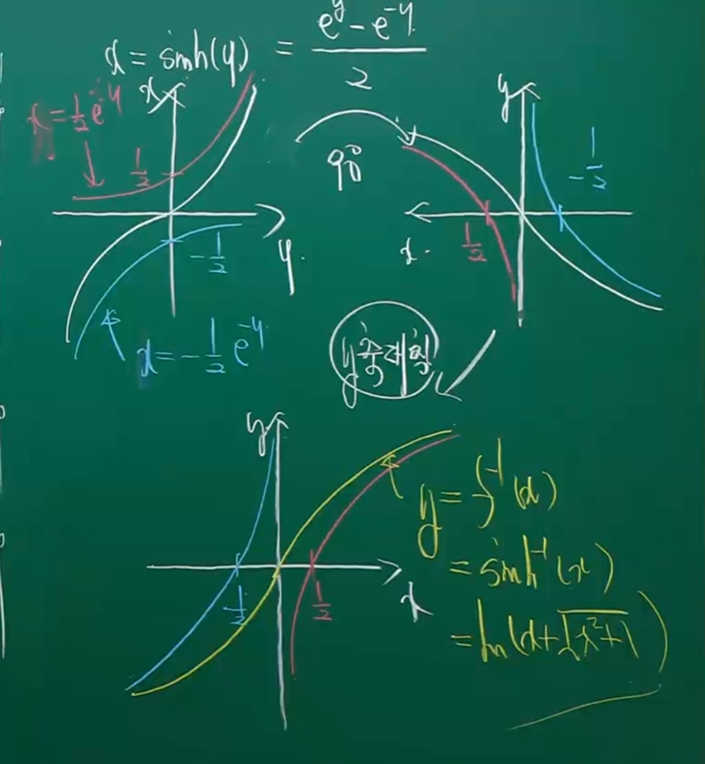 x = sinh(y) = \frac{e^y - e^{-y}}{2}
x = \frac{1}{2}e^{-y}
x
\frac{1}{2}
y
-\frac{1}{2}
x = -\frac{1}{2}e^{-y}
90°
y
-\frac{1}{2}
x
\frac{1}{2}
y축대칭
y
x
-\frac{1}{2}
\frac{1}{2}
y = f^{-1}(x)
= sinh^{-1}(x)
= ln(x+\sqrt{x^2+1})